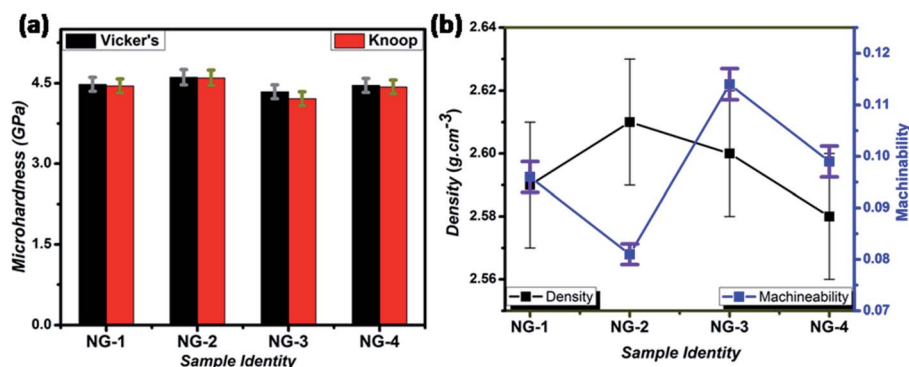 (a)
Vicker's
Knoop
Microhardness (GPa)
4.5
3.0
1.5
0.0
NG-1 NG-2 NG-3 NG-4
Sample Identity
(b)
Density (g.cm⁻³)
2.64
2.62
2.60
2.58
2.56
Density
Machineability
0.12
0.11
0.10
0.09
0.08
0.07
Machinability
NG-1 NG-2 NG-3 NG-4
Sample Identity